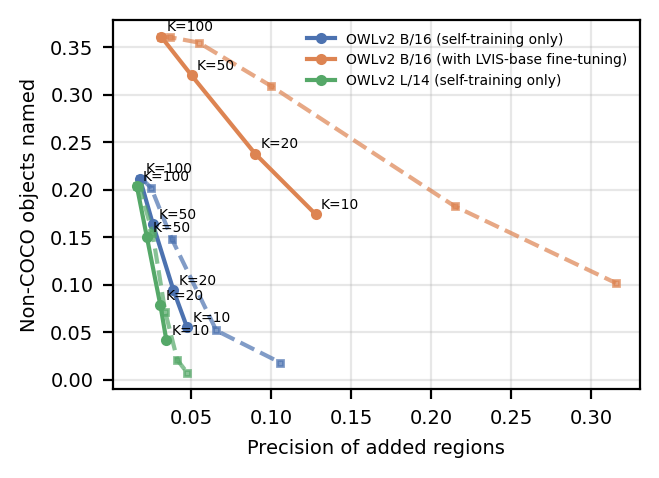 K=100
OWLv2 B/16 (self-training only)
OWLv2 B/16 (with LVIS-base fine-tuning)
OWLv2 L/14 (self-training only)
K=50
K=20
K=10
K=100
K=100
K=50
K=50
K=20
K=20
K=10
K=10
0.35
0.30
0.25
0.20
0.15
0.10
0.05
0.00
Non-COCO objects named
0.05 0.10 0.15 0.20 0.25 0.30
Precision of added regions